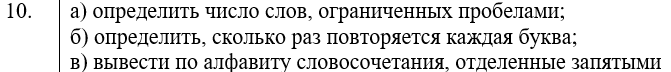 10. а) определить число слов, ограниченных пробелами;
б) определить, сколько раз повторяется каждая буква;
в) вывести по алфавиту словосочетания, отделенные запятыми